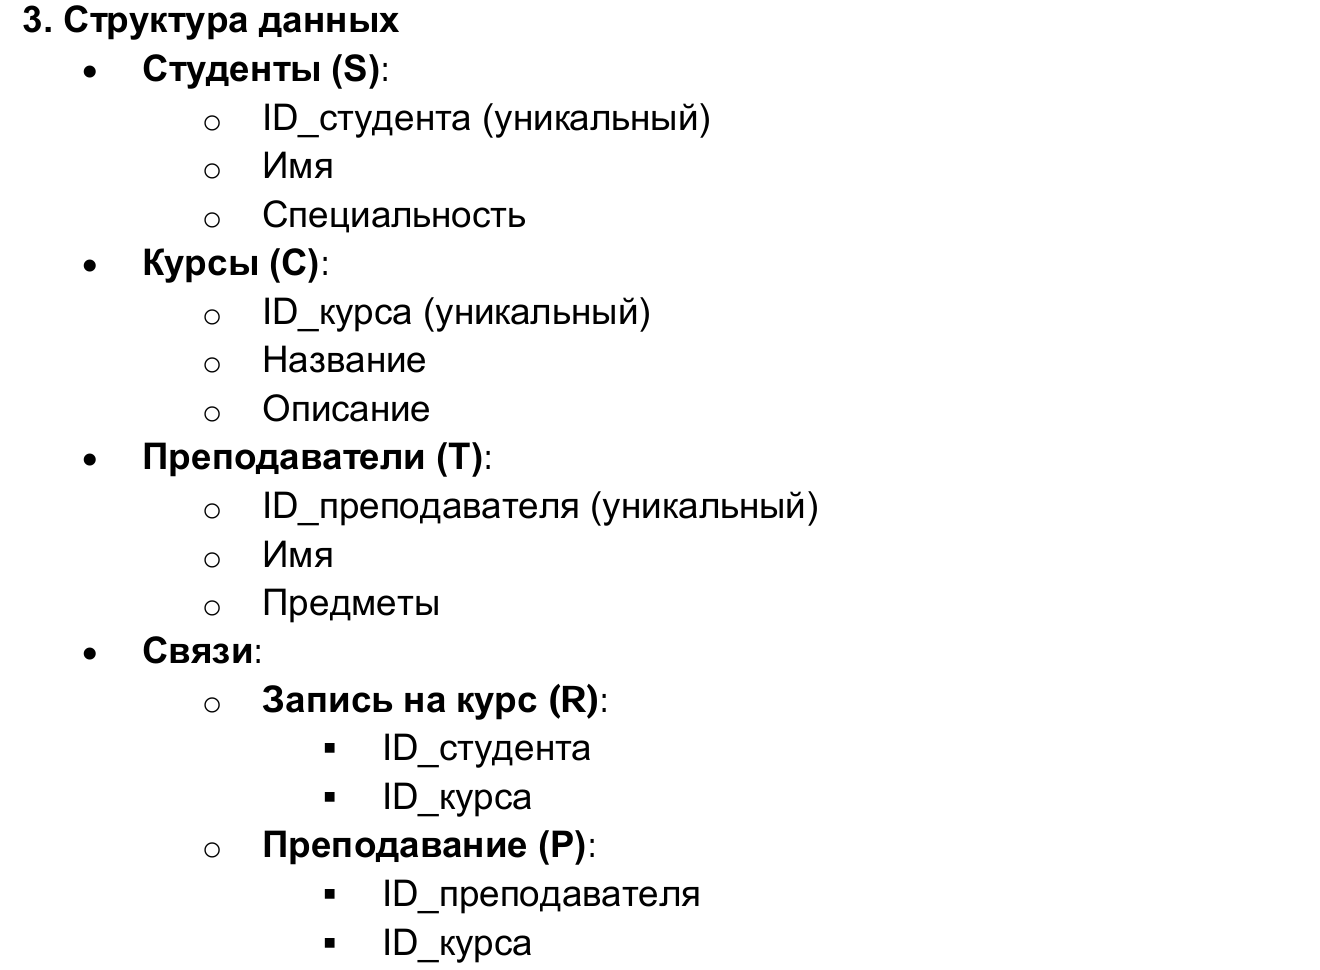 3. Структура данных
• Студенты (S):
o ID_студента (уникальный)
o Имя
o Специальность
• Курсы (C):
o ID_курса (уникальный)
o Название
o Описание
• Преподаватели (T):
o ID_преподавателя (уникальный)
o Имя
o Предметы
• Связи:
o Запись на курс (R):
▪ ID_студента
▪ ID_курса
o Преподавание (P):
▪ ID_преподавателя
▪ ID_курса